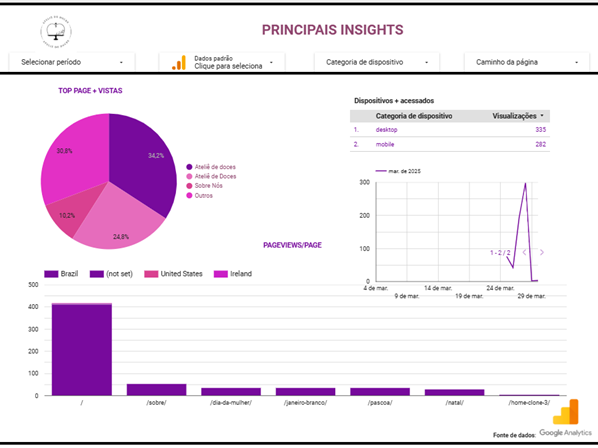 PRINCIPAIS INSIGHTS
Selecionar período
Dados padrão
Clique para seleciona
Categoria de dispositivo
Caminho da página
TOP PAGE + VISTAS
34,2%
24,8%
10,2%
30,8%
Ateliê de doces
Ateliê de Doces
Sobre Nós
Outros
Dispositivos + acessados
Categoria de dispositivo Visualizações
1. desktop 335
2. mobile 282
mar. de 2025
300
200
100
0
1 - 2 / 2
4 de mar. 14 de mar. 24 de mar.
9 de mar. 19 de mar. 29 de mar.
PAGEVIEWS/PAGE
Brazil (not set) United States Ireland
500
400
300
200
100
0
/ /sobre/ /dia-da-mulher/ /janeiro-branco/ /pascoa/ /natal/ /home-clone-3/
Fonte de dados: Google Analytics